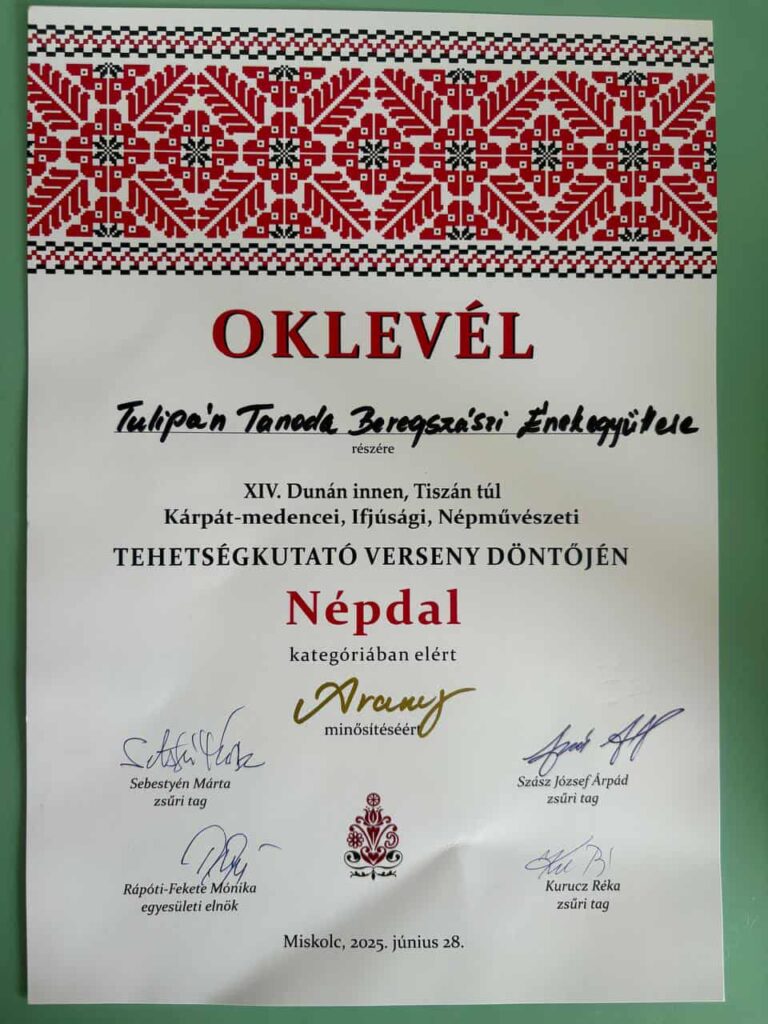 OKLEVÉL
Tulipán Tanoda Beregszászi Énekegyüttese
részére
XIV. Dunán innen, Tiszán túl
Kárpát-medencei, Ifjúsági, Népművészeti
TEHETSÉGKUTATÓ VERSENY DÖNTŐJÉN
Népdal
kategóriában elért
Arany
minősítéséért
Sebestyén Márta
zsűri tag
Szász József Árpád
zsűri tag
Rápóti-Fekete Mónika
egyesületi elnök
Kurucz Réka
zsűri tag
Miskolc, 2025. június 28.